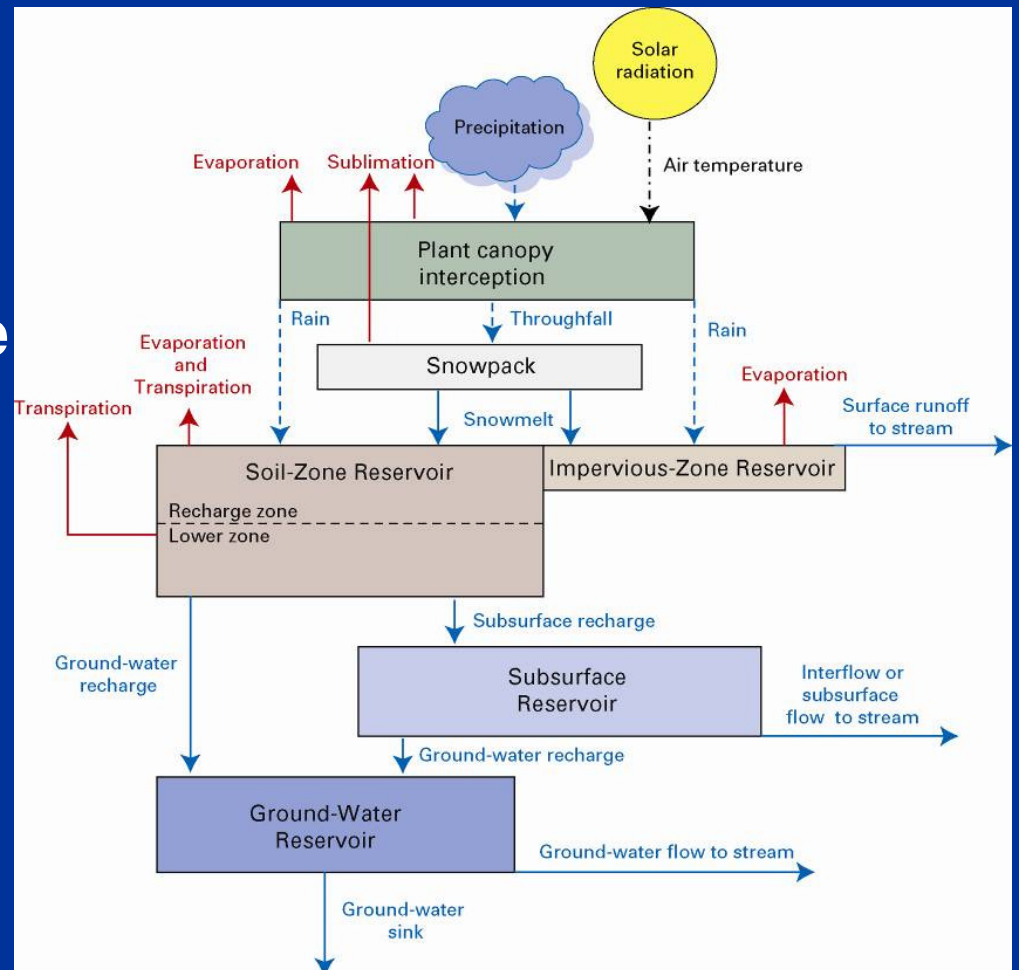 Solar
radiation
Precipitation
Evaporation
Sublimation
Air temperature
Plant canopy
interception
Rain
Throughfall
Rain
e
Evaporation
and
Transpiration
Snowpack
Evaporation
Transpiration
Snowmelt
Surface runoff
to stream
Soil-Zone Reservoir
Impervious-Zone Reservoir
Recharge zone
Lower zone
Subsurface recharge
Ground-water
recharge
Subsurface
Reservoir
Interflow or
subsurface
flow to stream
Ground-water recharge
Ground-Water
Reservoir
Ground-water flow to stream
Ground-water
sink